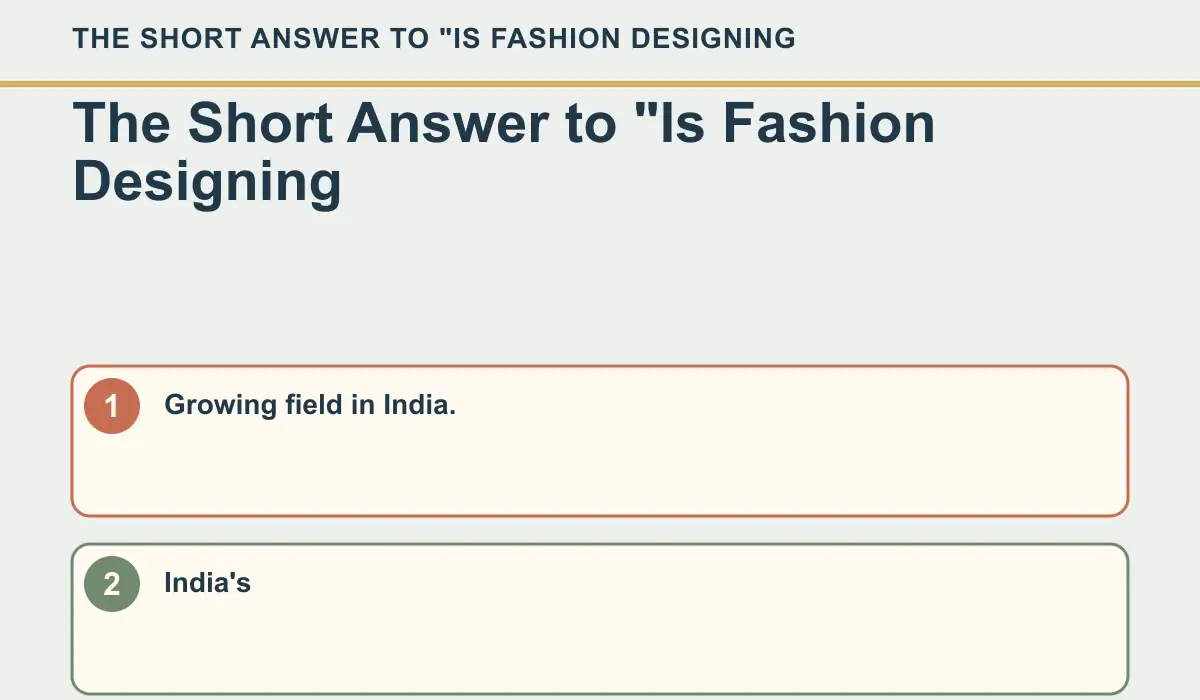 THE SHORT ANSWER TO "IS FASHION DESIGNING
The Short Answer to "Is Fashion
Designing
1
Growing field in India.
2
India's